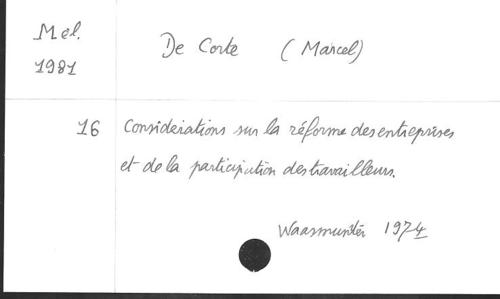 Mel.
1981
De Corte (Marcel)
16
Considerations sur la réforme des entreprises
et de la participation des travailleurs.
Waasmunster 1974